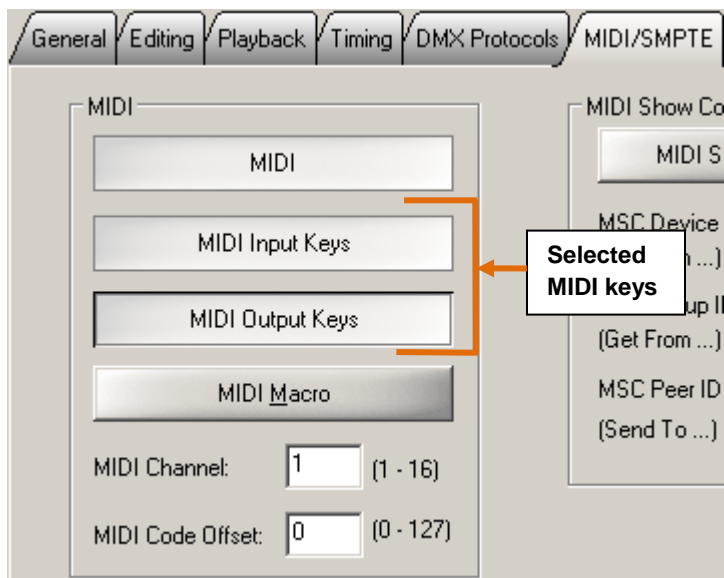 General Editing Playback Timing DMX Protocols MIDI/SMPTE
MIDI
MIDI
MIDI Input Keys
MIDI Output Keys
MIDI Macro
MIDI Channel: 1 (1 - 16)
MIDI Code Offset: 0 (0 - 127)
Selected
MIDI keys
MIDI Show Co
MIDI S
MSC Device
...)
up I
(Get From ...)
MSC Peer ID
(Send To ...)